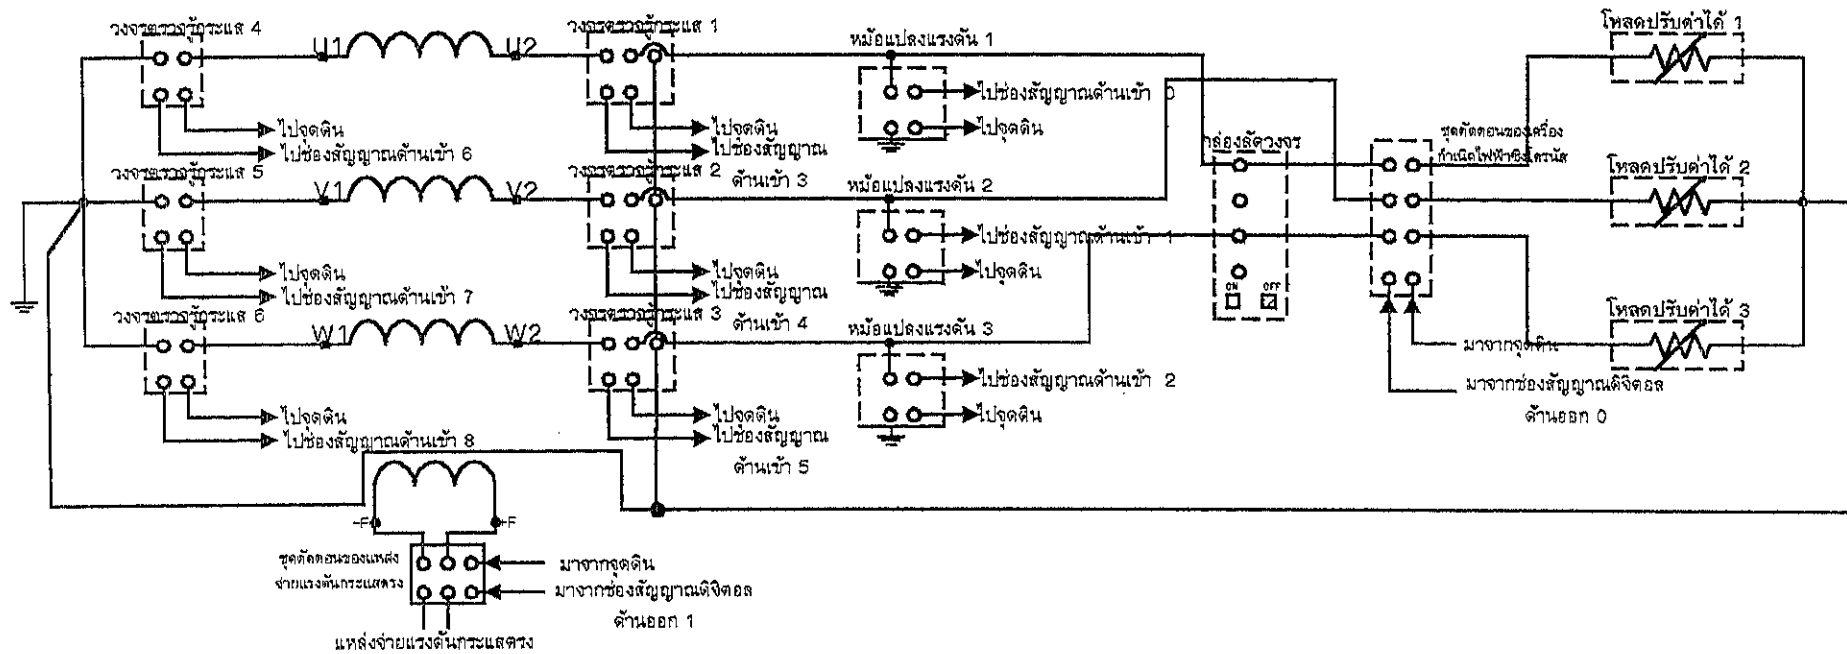 วงจรตรวจรู้กระแส 4
U1
U2
วงจรตรวจรู้กระแส 1
หม้อแปลงแรงดัน 1
โหลดปรับค่าได้ 1
ไปช่องสัญญาณด้านเข้า 0
ไปจุดดิน
ไปจุดดิน
ไปจุดดิน
ไปช่องสัญญาณด้านเข้า 6
ไปช่องสัญญาณ
ด้านเข้า 3
กล่องลัดวงจร
ชุดตัดตอนของเครื่อง
กำเนิดไฟฟ้าซิงโครนัส
วงจรตรวจรู้กระแส 5
V1
V2
วงจรตรวจรู้กระแส 2
หม้อแปลงแรงดัน 2
โหลดปรับค่าได้ 2
ไปช่องสัญญาณด้านเข้า 1
ไปจุดดิน
ไปจุดดิน
ไปจุดดิน
ไปช่องสัญญาณด้านเข้า 7
ไปช่องสัญญาณ
ด้านเข้า 4
ON
OFF
วงจรตรวจรู้กระแส 6
W1
W2
วงจรตรวจรู้กระแส 3
หม้อแปลงแรงดัน 3
โหลดปรับค่าได้ 3
มาจากจุดดิน
ไปช่องสัญญาณด้านเข้า 2
มาจากช่องสัญญาณดิจิตอล
ด้านออก 0
ไปจุดดิน
ไปจุดดิน
ไปจุดดิน
ไปช่องสัญญาณด้านเข้า 8
ไปช่องสัญญาณ
ด้านเข้า 5
-F
+F
ชุดตัดตอนของแหล่ง
จ่ายแรงดันกระแสตรง
มาจากจุดดิน
มาจากช่องสัญญาณดิจิตอล
ด้านออก 1
แหล่งจ่ายแรงดันกระแสตรง